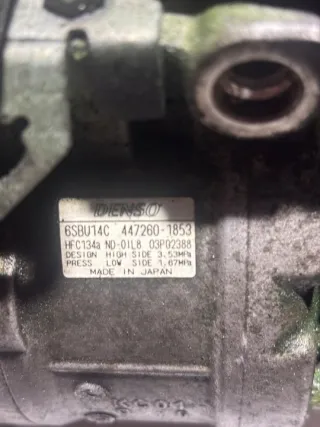 DENSO
6SBU14C 447260-1853
HFC134a ND-OIL8 03P02388
DESIGN HIGH SIDE 3.53MPa
PRESS LOW SIDE 1.67MPa
MADE IN JAPAN